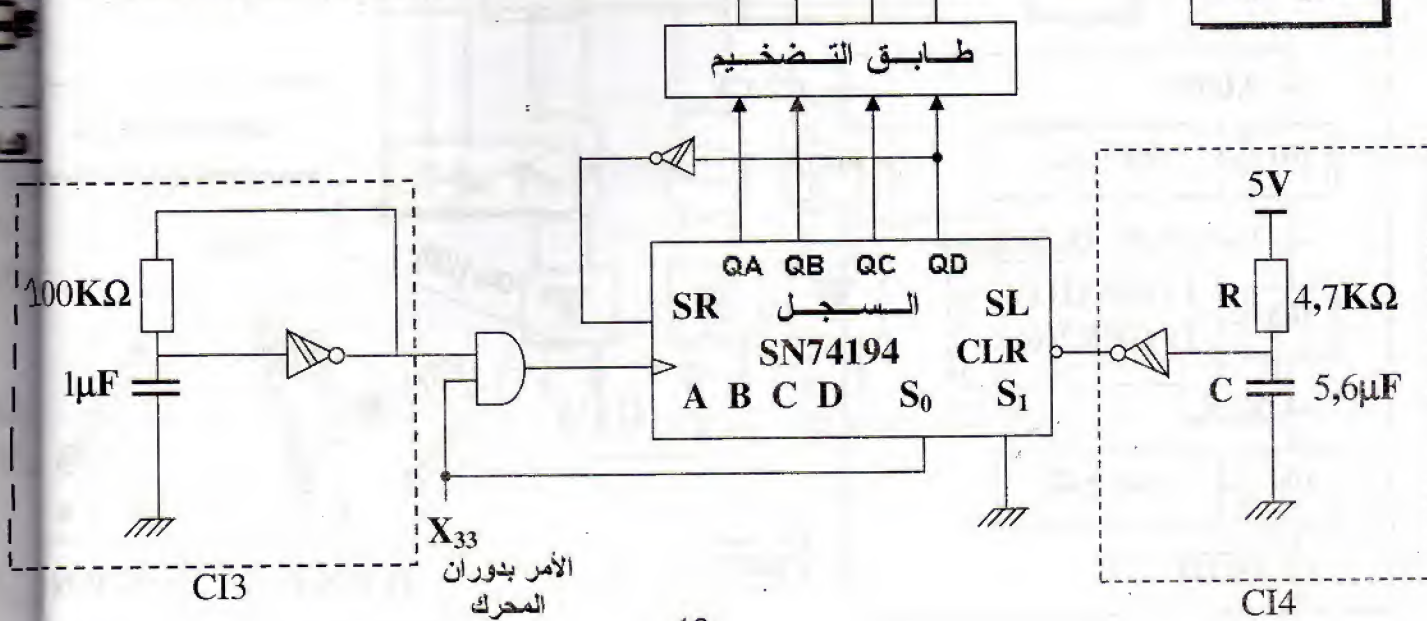 طابق التضخيم
5V
100KΩ
QA QB QC QD
SR السجل SL
R 4,7KΩ
SN74194 CLR
1μF
A B C D S₀ S₁
C 5,6μF
X₃₃
الأمر بدوران
المحرك
CI3
CI4